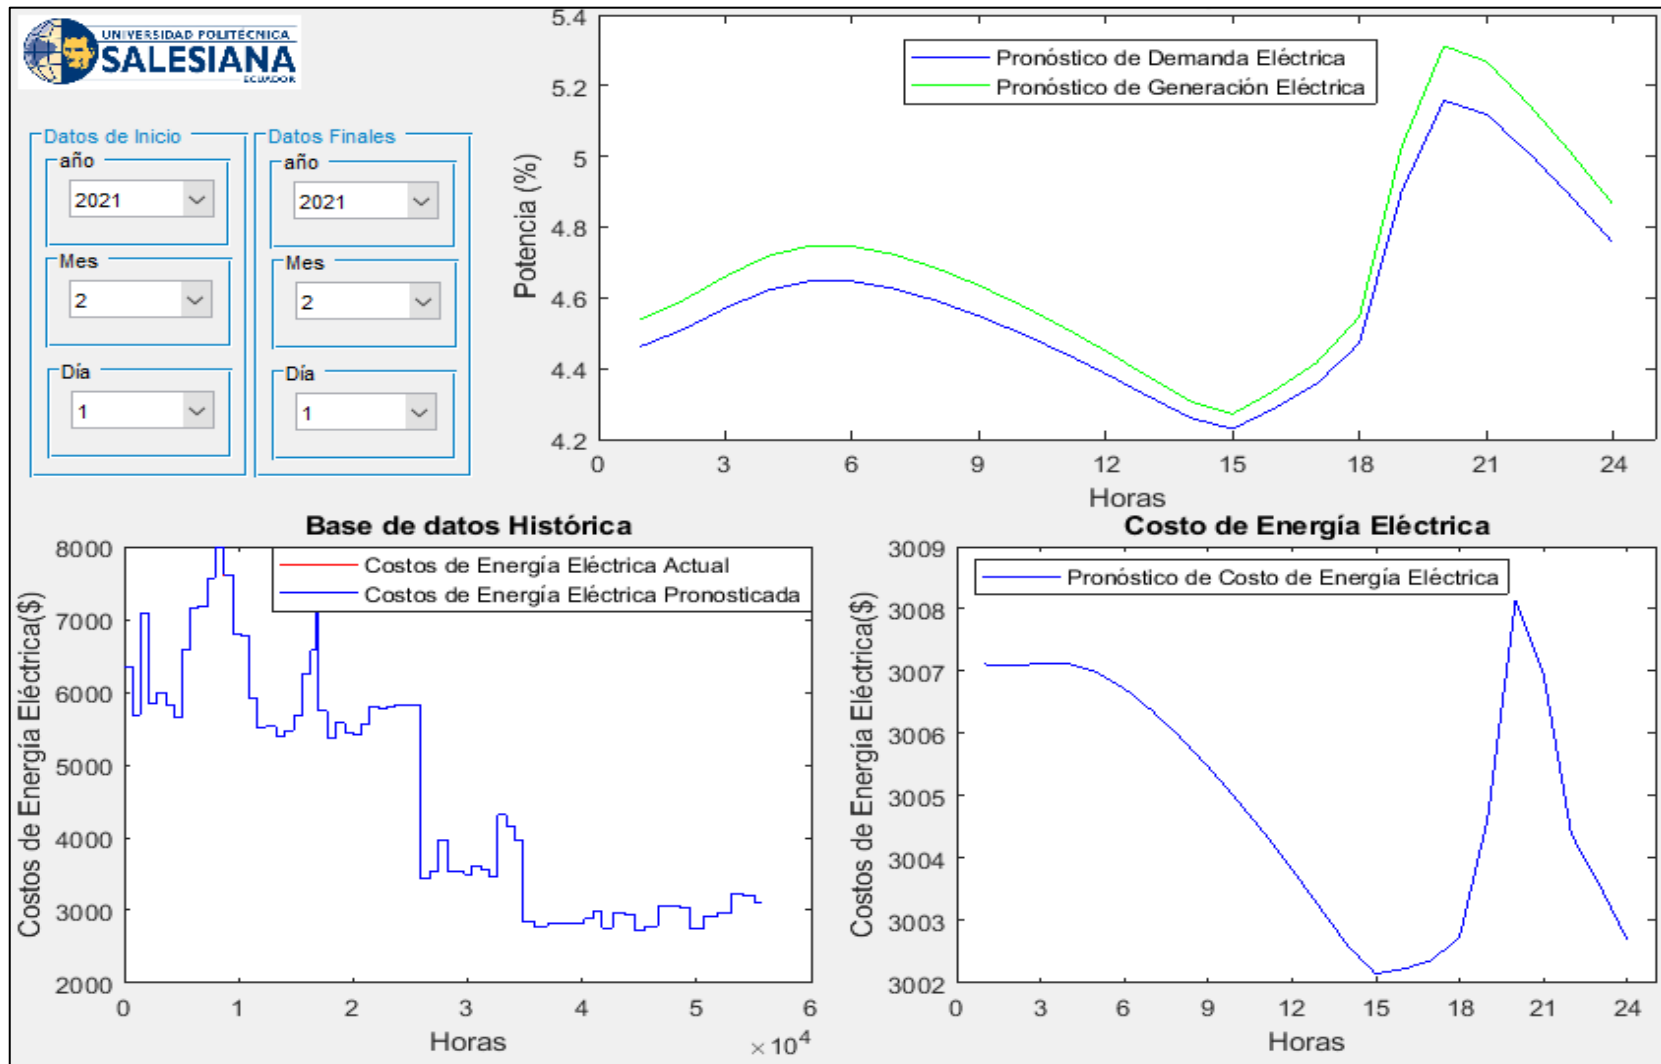 UNIVERSIDAD POLITÉCNICA
SALESIANA
ECUADOR
Datos de Inicio
año
2021
Mes
2
Día
1
Datos Finales
año
2021
Mes
2
Día
1
Pronóstico de Demanda Eléctrica
Pronóstico de Generación Eléctrica
Potencia (%)
5.4
5.2
5
4.8
4.6
4.4
4.2
0 3 6 9 12 15 18 21 24
Horas
Base de datos Histórica
Costos de Energía Eléctrica Actual
Costos de Energía Eléctrica Pronosticada
Costos de Energía Eléctrica($)
8000
7000
6000
5000
4000
3000
2000
0 1 2 3 4 5 6
Horas
×10⁴
Costo de Energía Eléctrica
Pronóstico de Costo de Energía Eléctrica
Costos de Energía Eléctrica($)
3009
3008
3007
3006
3005
3004
3003
3002
0 3 6 9 12 15 18 21 24
Horas